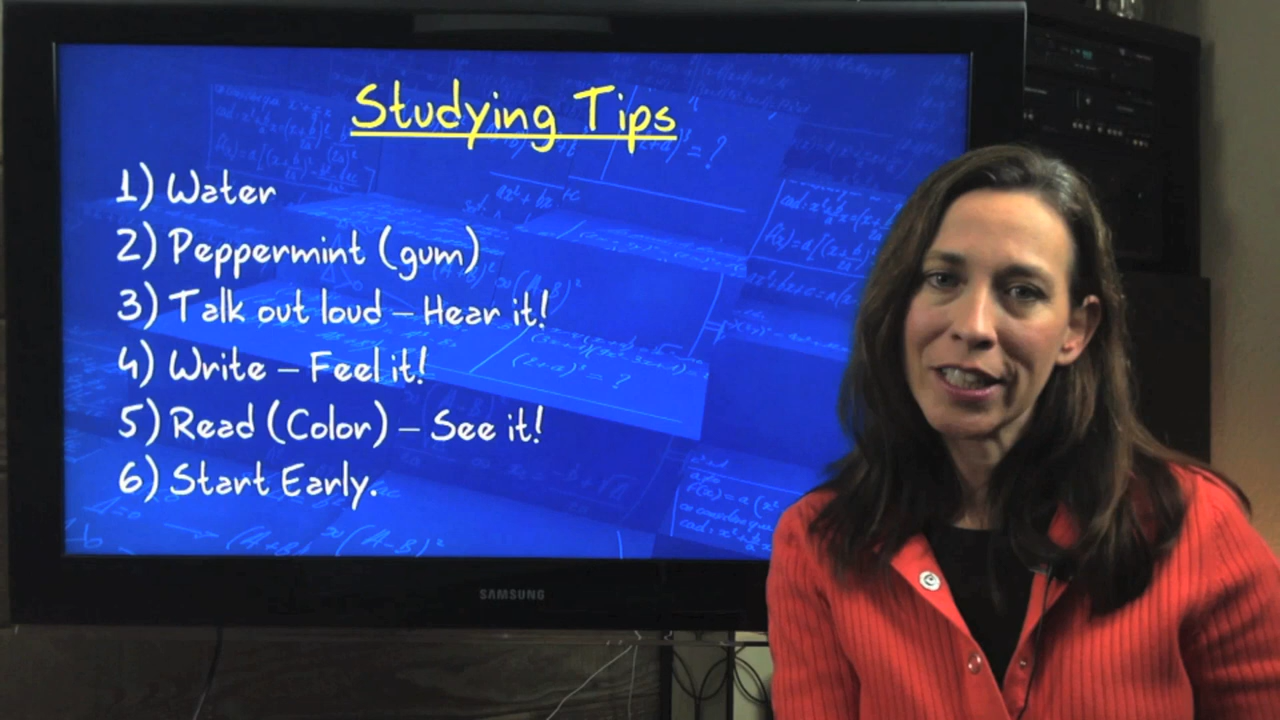 Studying Tips
1) Water
2) Peppermint (gum)
3) Talk out loud – Hear it!
4) Write – Feel it!
5) Read (Color) – See it!
6) Start Early.
SAMSUNG